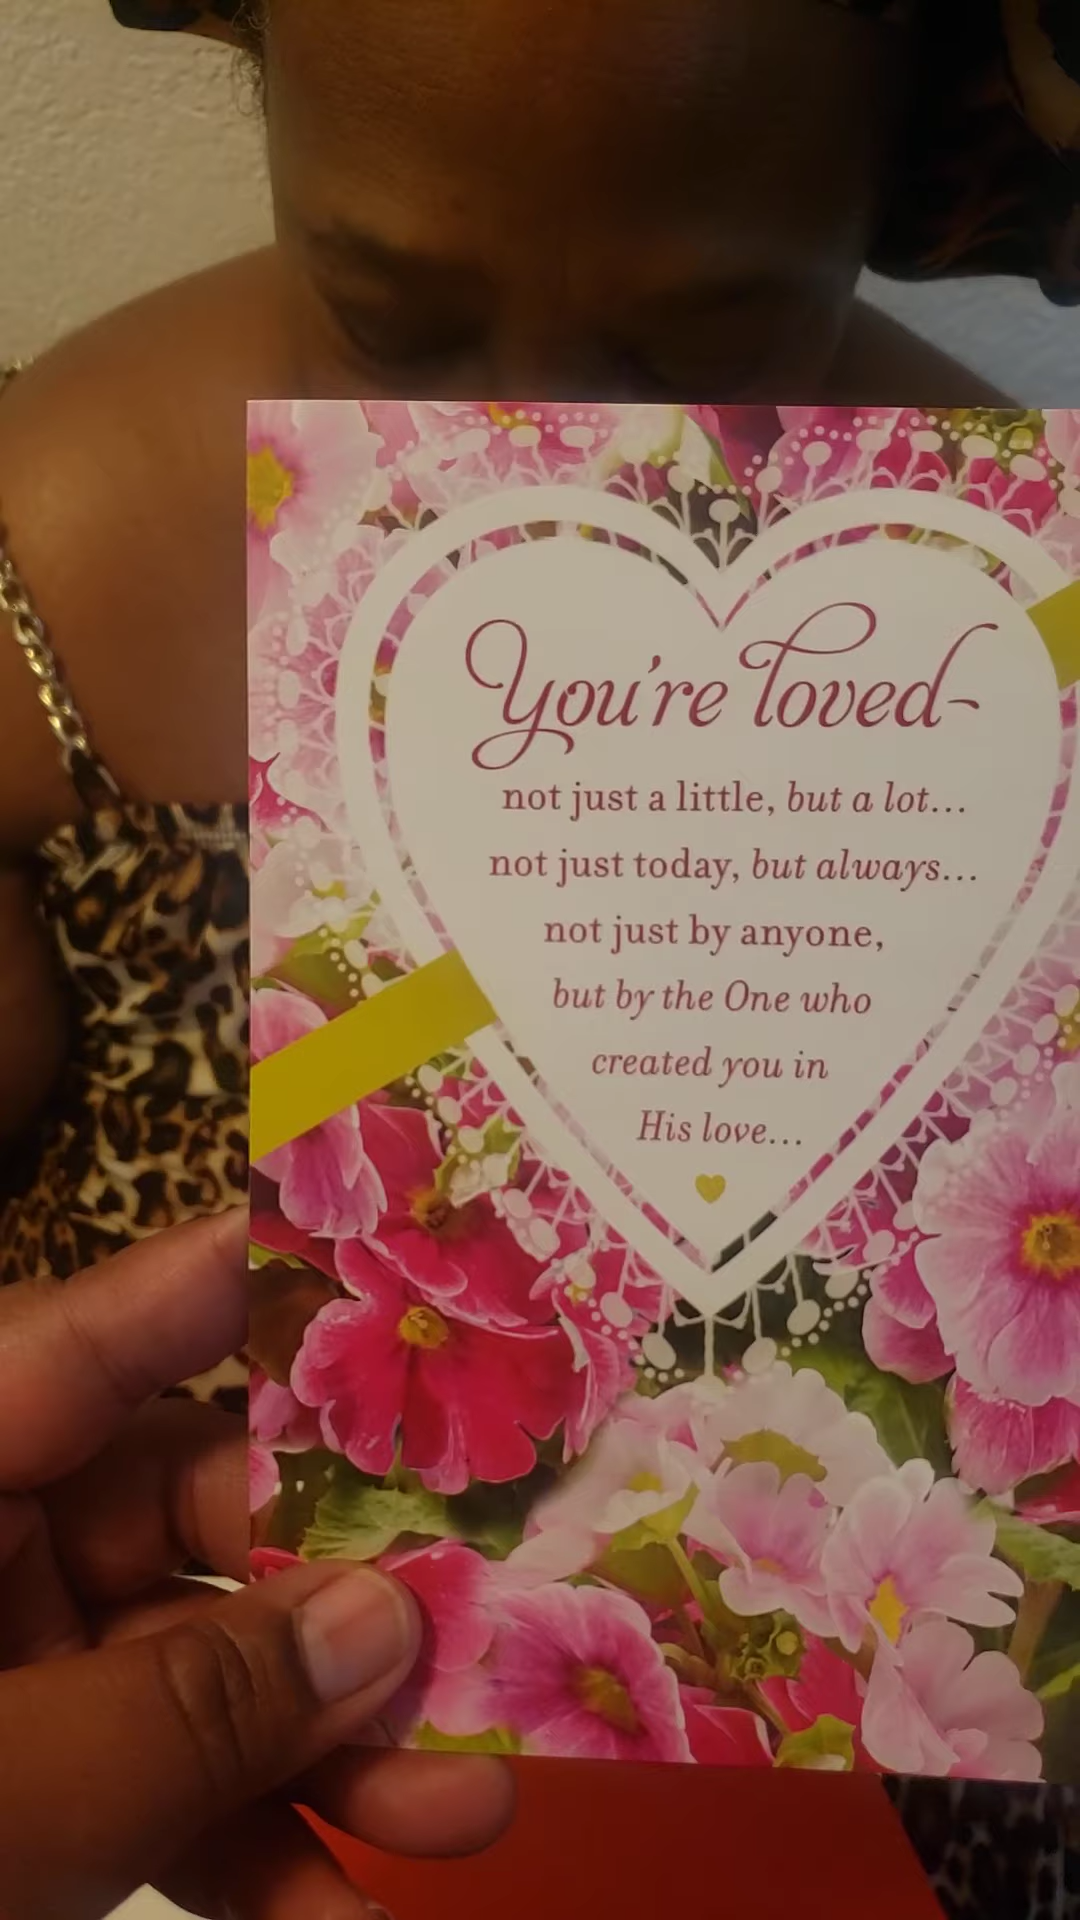 You're loved-
not just a little, but a lot...
not just today, but always...
not just by anyone,
but by the One who
created you in
His love...